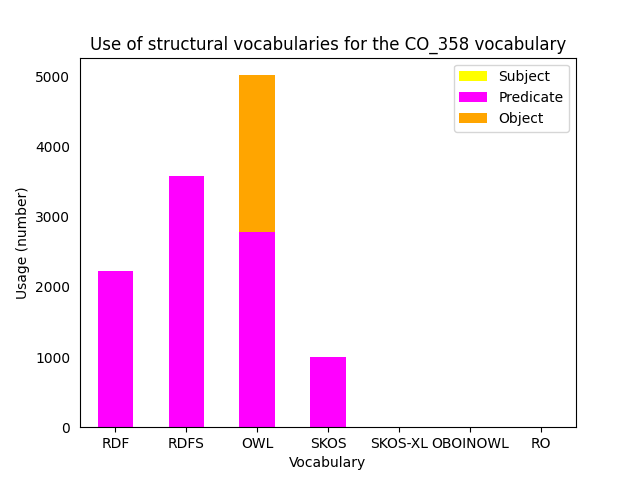 Use of structural vocabularies for the CO_358 vocabulary
Subject
Predicate
Object
Usage (number)
5000
4000
3000
2000
1000
0
RDF RDFS OWL SKOS SKOS-XL OBOINOWL RO
Vocabulary